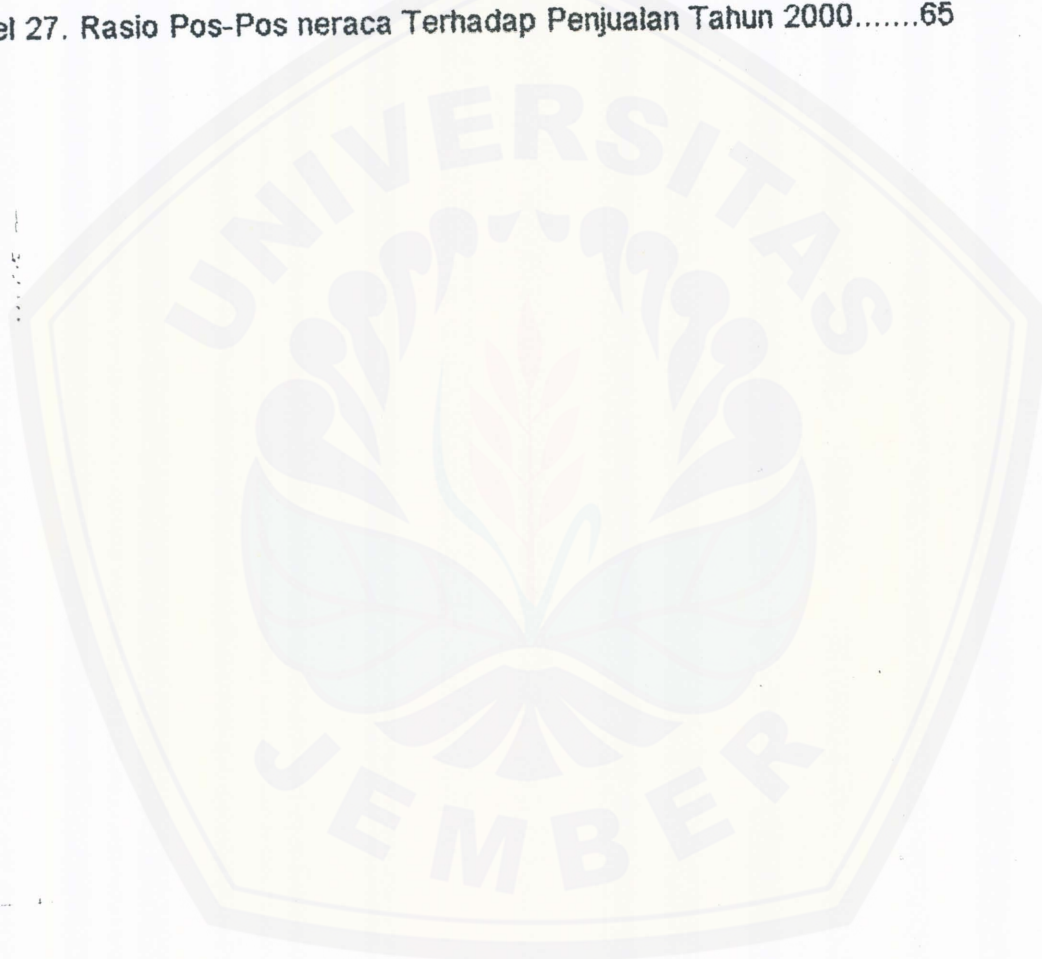 el 27. Rasio Pos-Pos neraca Terhadap Penjualan Tahun 2000.......65
UNIVERSITAS
JEMBER